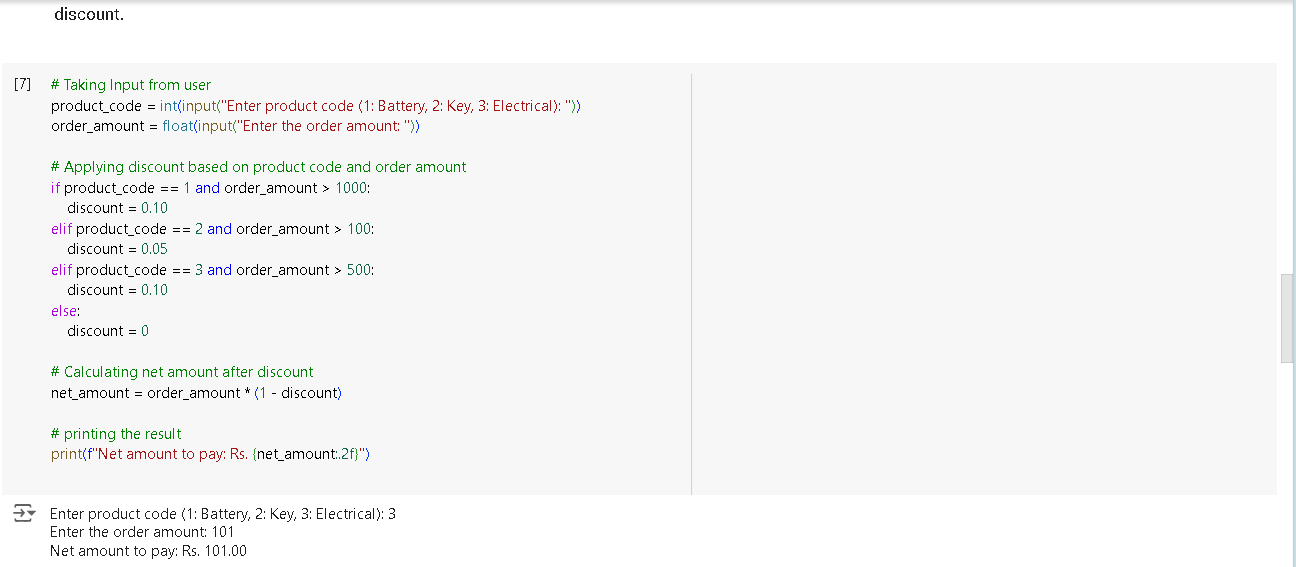 discount.
[7]
# Taking Input from user
product_code = int(input("Enter product code (1: Battery, 2: Key, 3: Electrical): "))
order_amount = float(input("Enter the order amount: "))
# Applying discount based on product code and order amount
if product_code == 1 and order_amount > 1000:
    discount = 0.10
elif product_code == 2 and order_amount > 100:
    discount = 0.05
elif product_code == 3 and order_amount > 500:
    discount = 0.10
else:
    discount = 0
# Calculating net amount after discount
net_amount = order_amount * (1 - discount)
# printing the result
print(f"Net amount to pay: Rs. {net_amount:.2f}")
Enter product code (1: Battery, 2: Key, 3: Electrical): 3
Enter the order amount: 101
Net amount to pay: Rs. 101.00